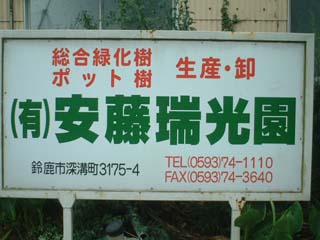 総合緑化樹
ポット樹
生産・卸
(有)安藤瑞光園
鈴鹿市深溝町3175-4
TEL(0593)74-1110
FAX(0593)74-3640